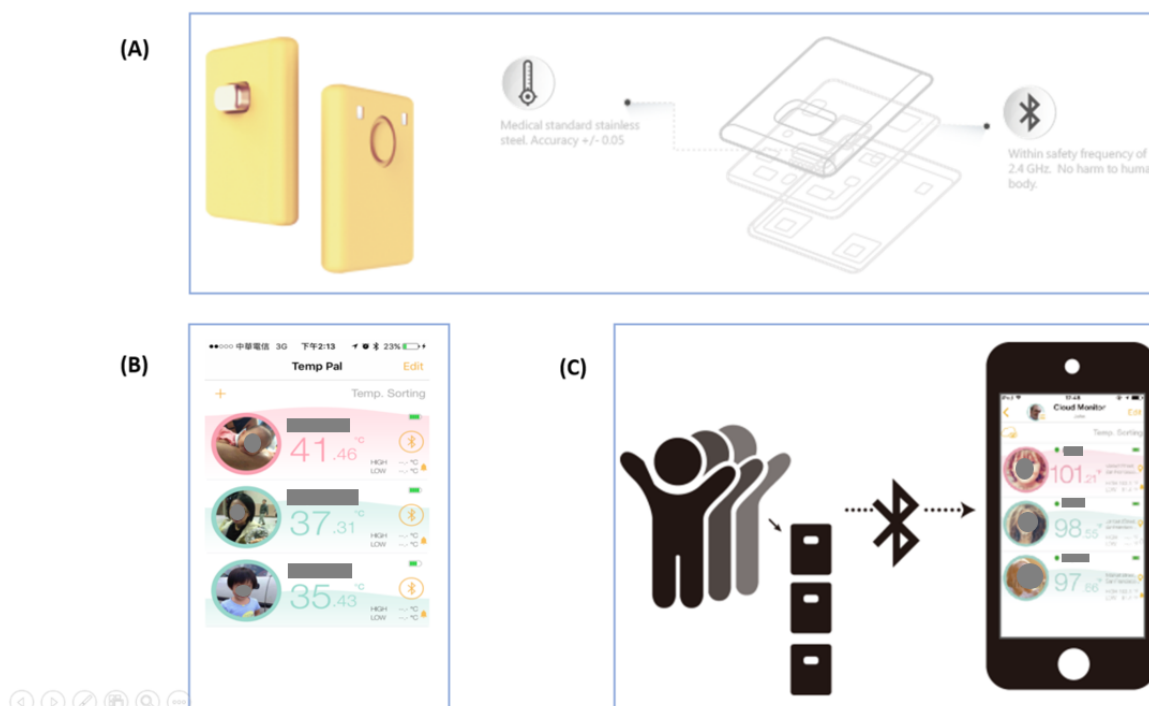 (A)
Medical standard stainless
steel. Accuracy +/- 0.05
Within safety frequency of
2.4 GHz. No harm to huma
body.
(B)
中華電信 3G 下午2:13 23%
Temp Pal Edit
+ Temp. Sorting
41.46 °C
HIGH --.- °C
LOW --.- °C
37.31 °C
HIGH --.- °C
LOW --.- °C
35.43 °C
HIGH --.- °C
LOW --.- °C
(C)
Cloud Monitor Edit
Temp. Sorting
101.21
98.55
97.66